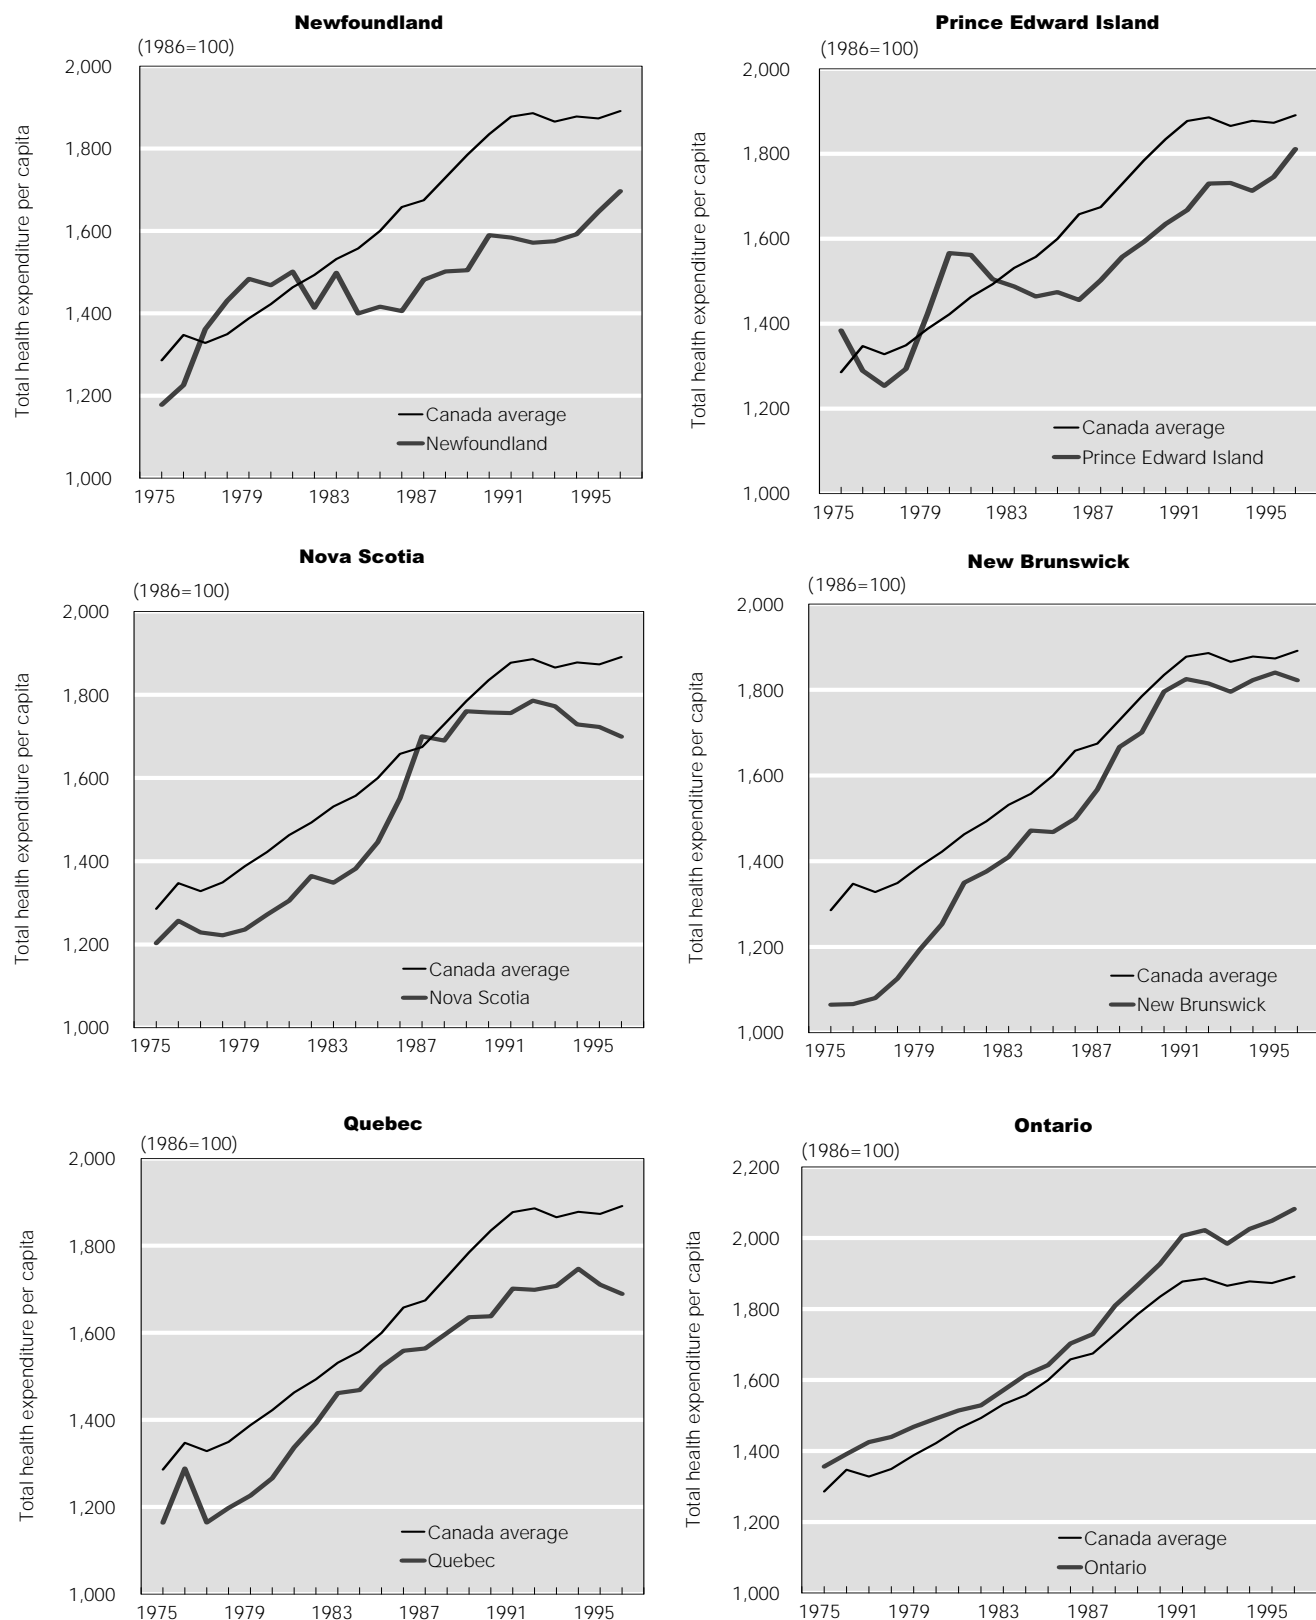 Newfoundland
(1986=100)
Total health expenditure per capita
2,000
1,800
1,600
1,400
1,200
1,000
Canada average
Newfoundland
1975 1979 1983 1987 1991 1995
Prince Edward Island
(1986=100)
Total health expenditure per capita
2,000
1,800
1,600
1,400
1,200
1,000
Canada average
Prince Edward Island
1975 1979 1983 1987 1991 1995
Nova Scotia
(1986=100)
Total health expenditure per capita
2,000
1,800
1,600
1,400
1,200
1,000
Canada average
Nova Scotia
1975 1979 1983 1987 1991 1995
New Brunswick
(1986=100)
Total health expenditure per capita
2,000
1,800
1,600
1,400
1,200
1,000
Canada average
New Brunswick
1975 1979 1983 1987 1991 1995
Quebec
(1986=100)
Total health expenditure per capita
2,000
1,800
1,600
1,400
1,200
1,000
Canada average
Quebec
1975 1979 1983 1987 1991 1995
Ontario
(1986=100)
Total health expenditure per capita
2,200
2,000
1,800
1,600
1,400
1,200
1,000
Canada average
Ontario
1975 1979 1983 1987 1991 1995